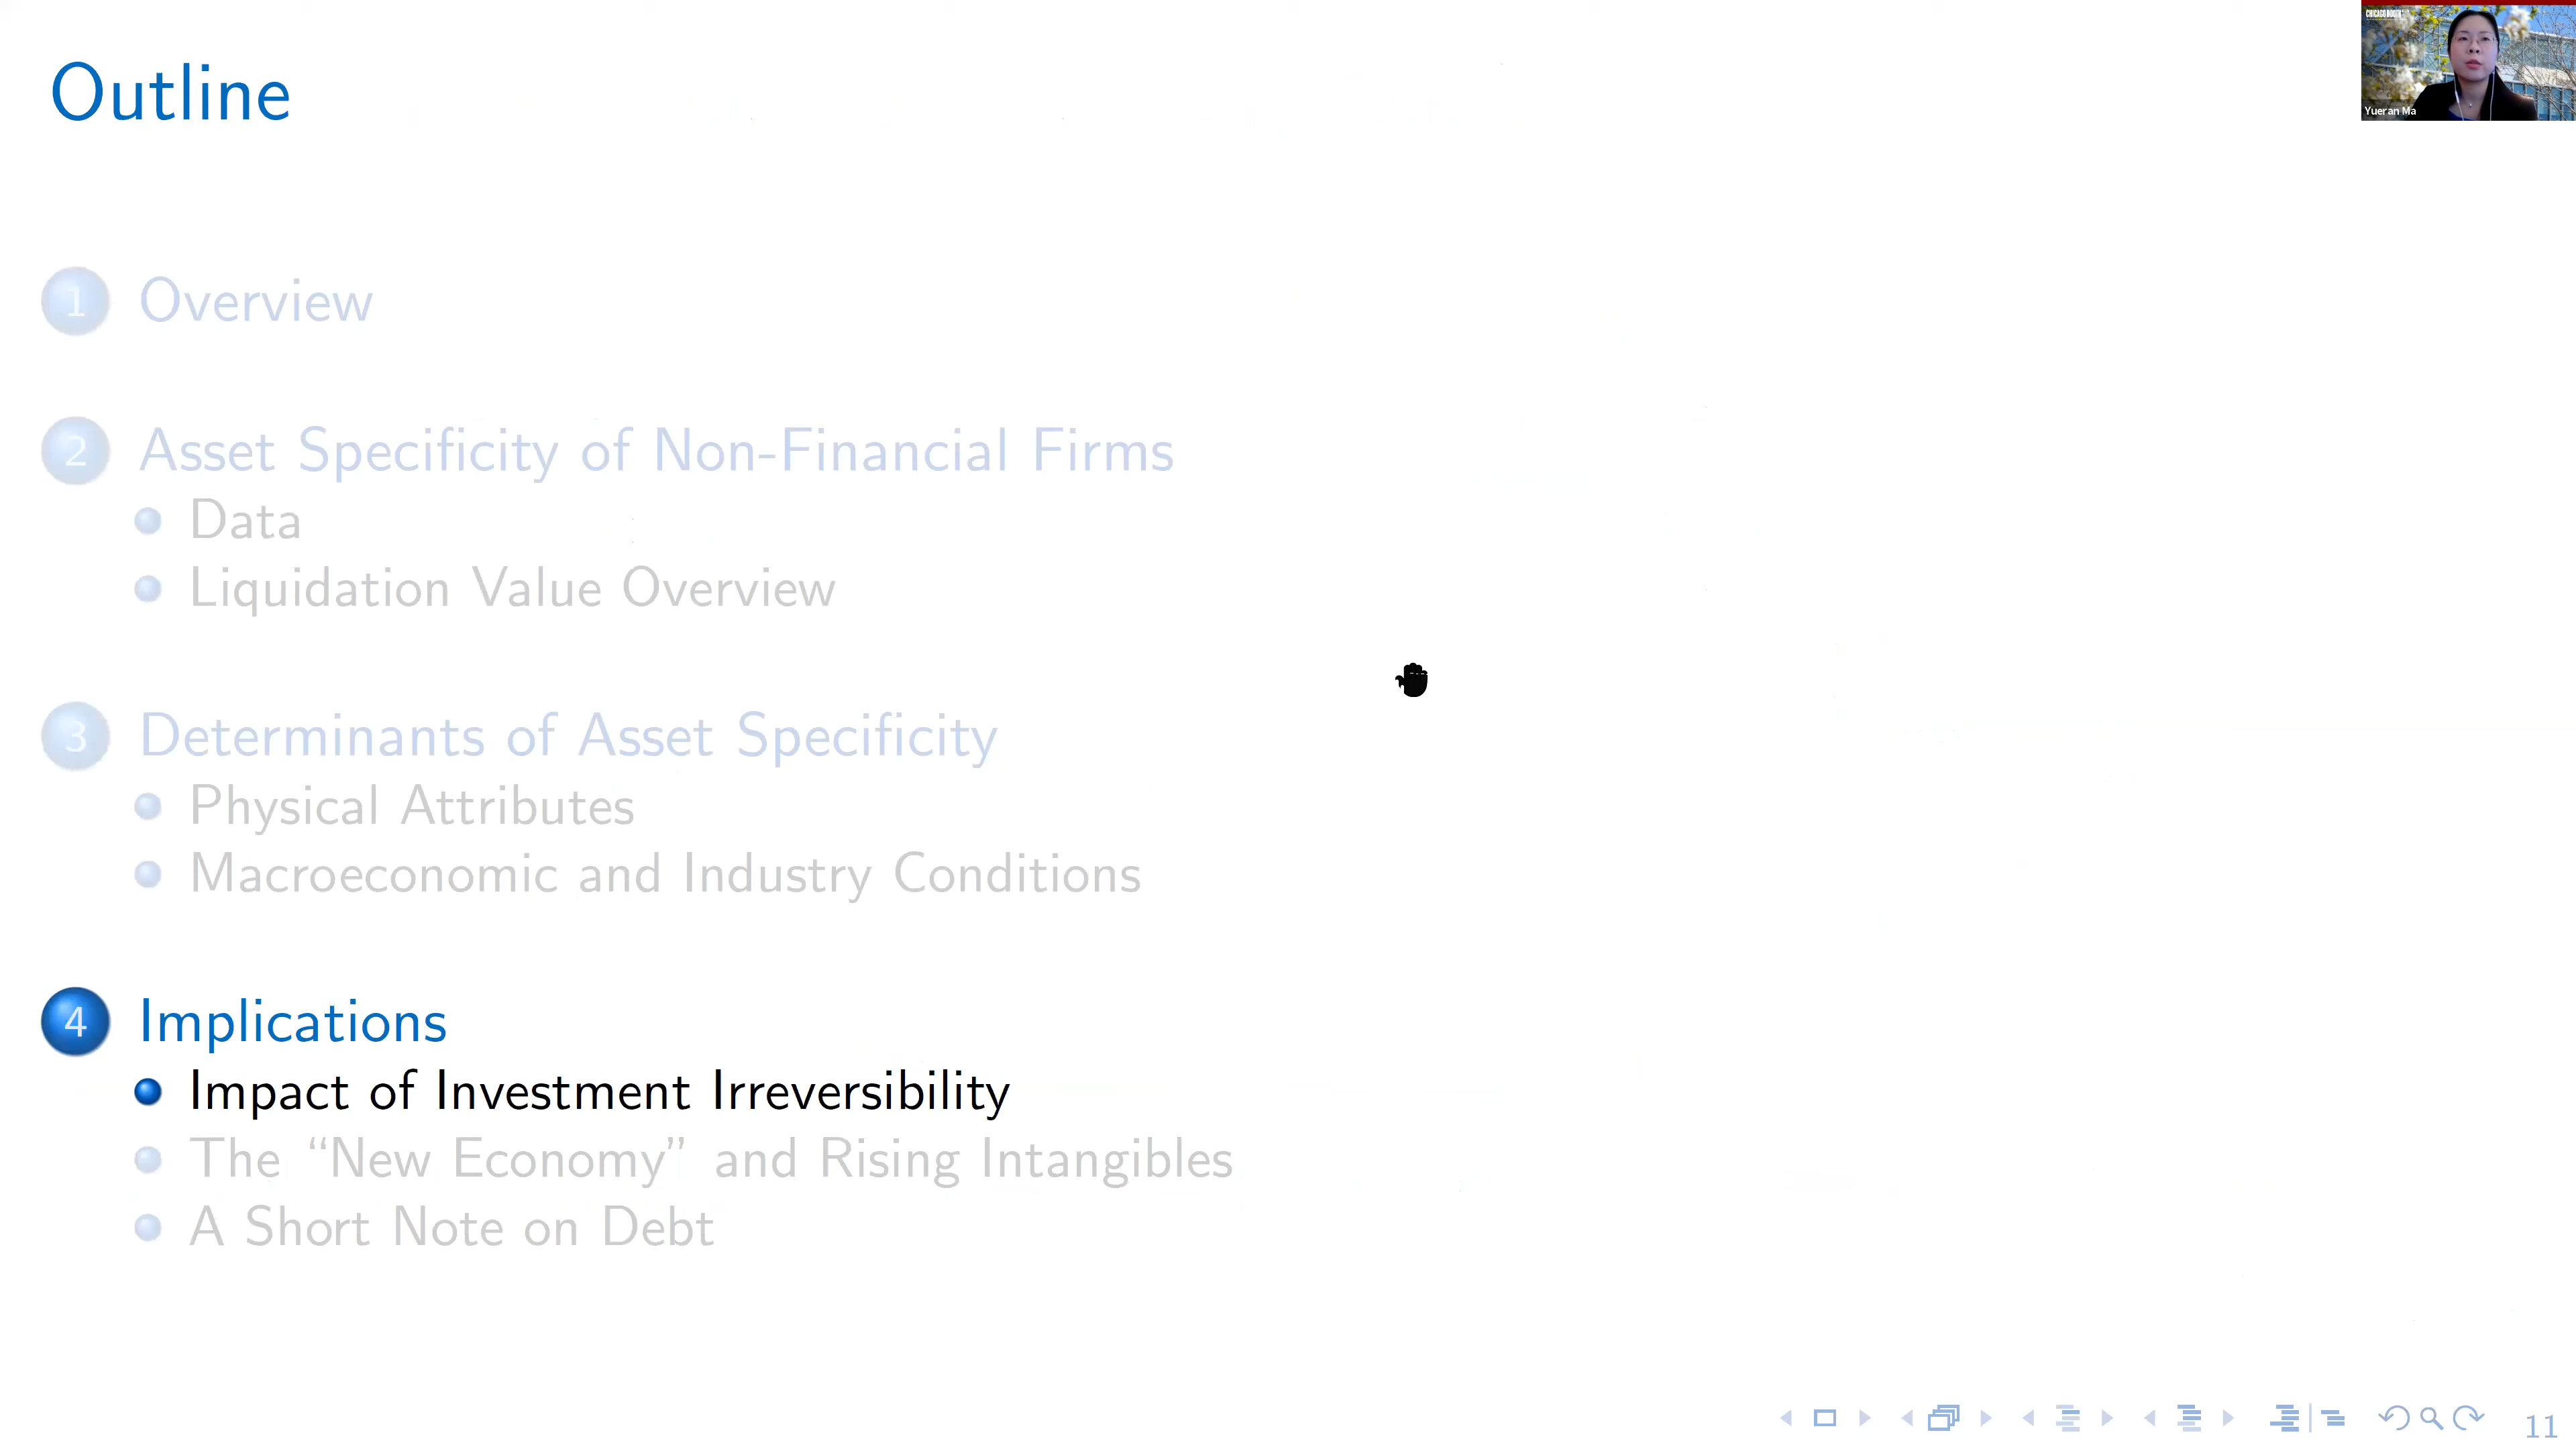 Outline
CHICAGO BOOTH
Yueran Ma
1 Overview
2 Asset Specificity of Non-Financial Firms
Data
Liquidation Value Overview
3 Determinants of Asset Specificity
Physical Attributes
Macroeconomic and Industry Conditions
4 Implications
Impact of Investment Irreversibility
The “New Economy” and Rising Intangibles
A Short Note on Debt
11